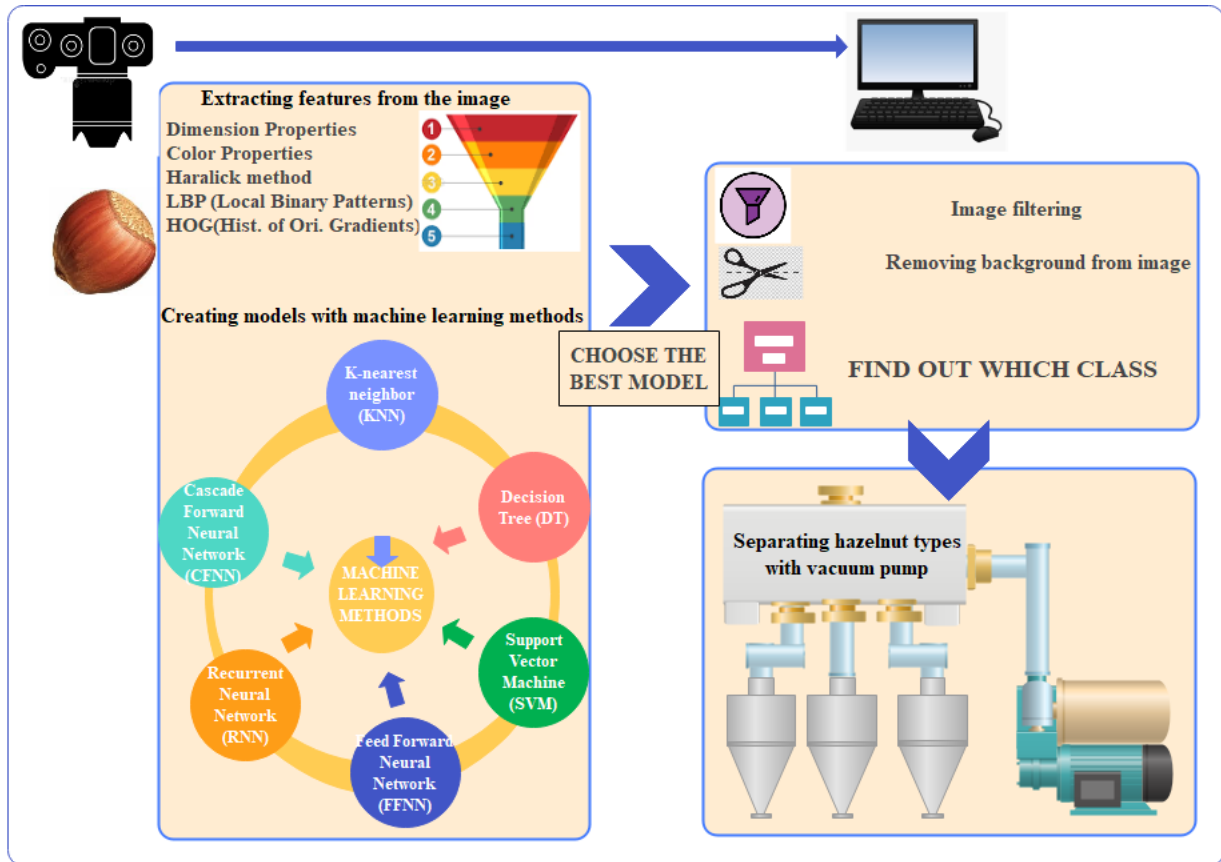 Extracting features from the image
Dimension Properties
Color Properties
Haralick method
LBP (Local Binary Patterns)
HOG(Hist. of Ori. Gradients)
1
2
3
4
5
Creating models with machine learning methods
K-nearest
neighbor
(KNN)
Cascade
Forward
Neural
Network
(CFNN)
Decision
Tree (DT)
MACHINE
LEARNING
METHODS
Recurrent
Neural
Network
(RNN)
Support
Vector
Machine
(SVM)
Feed Forward
Neural
Network
(FFNN)
CHOOSE THE
BEST MODEL
Image filtering
Removing background from image
FIND OUT WHICH CLASS
Separating hazelnut types
with vacuum pump